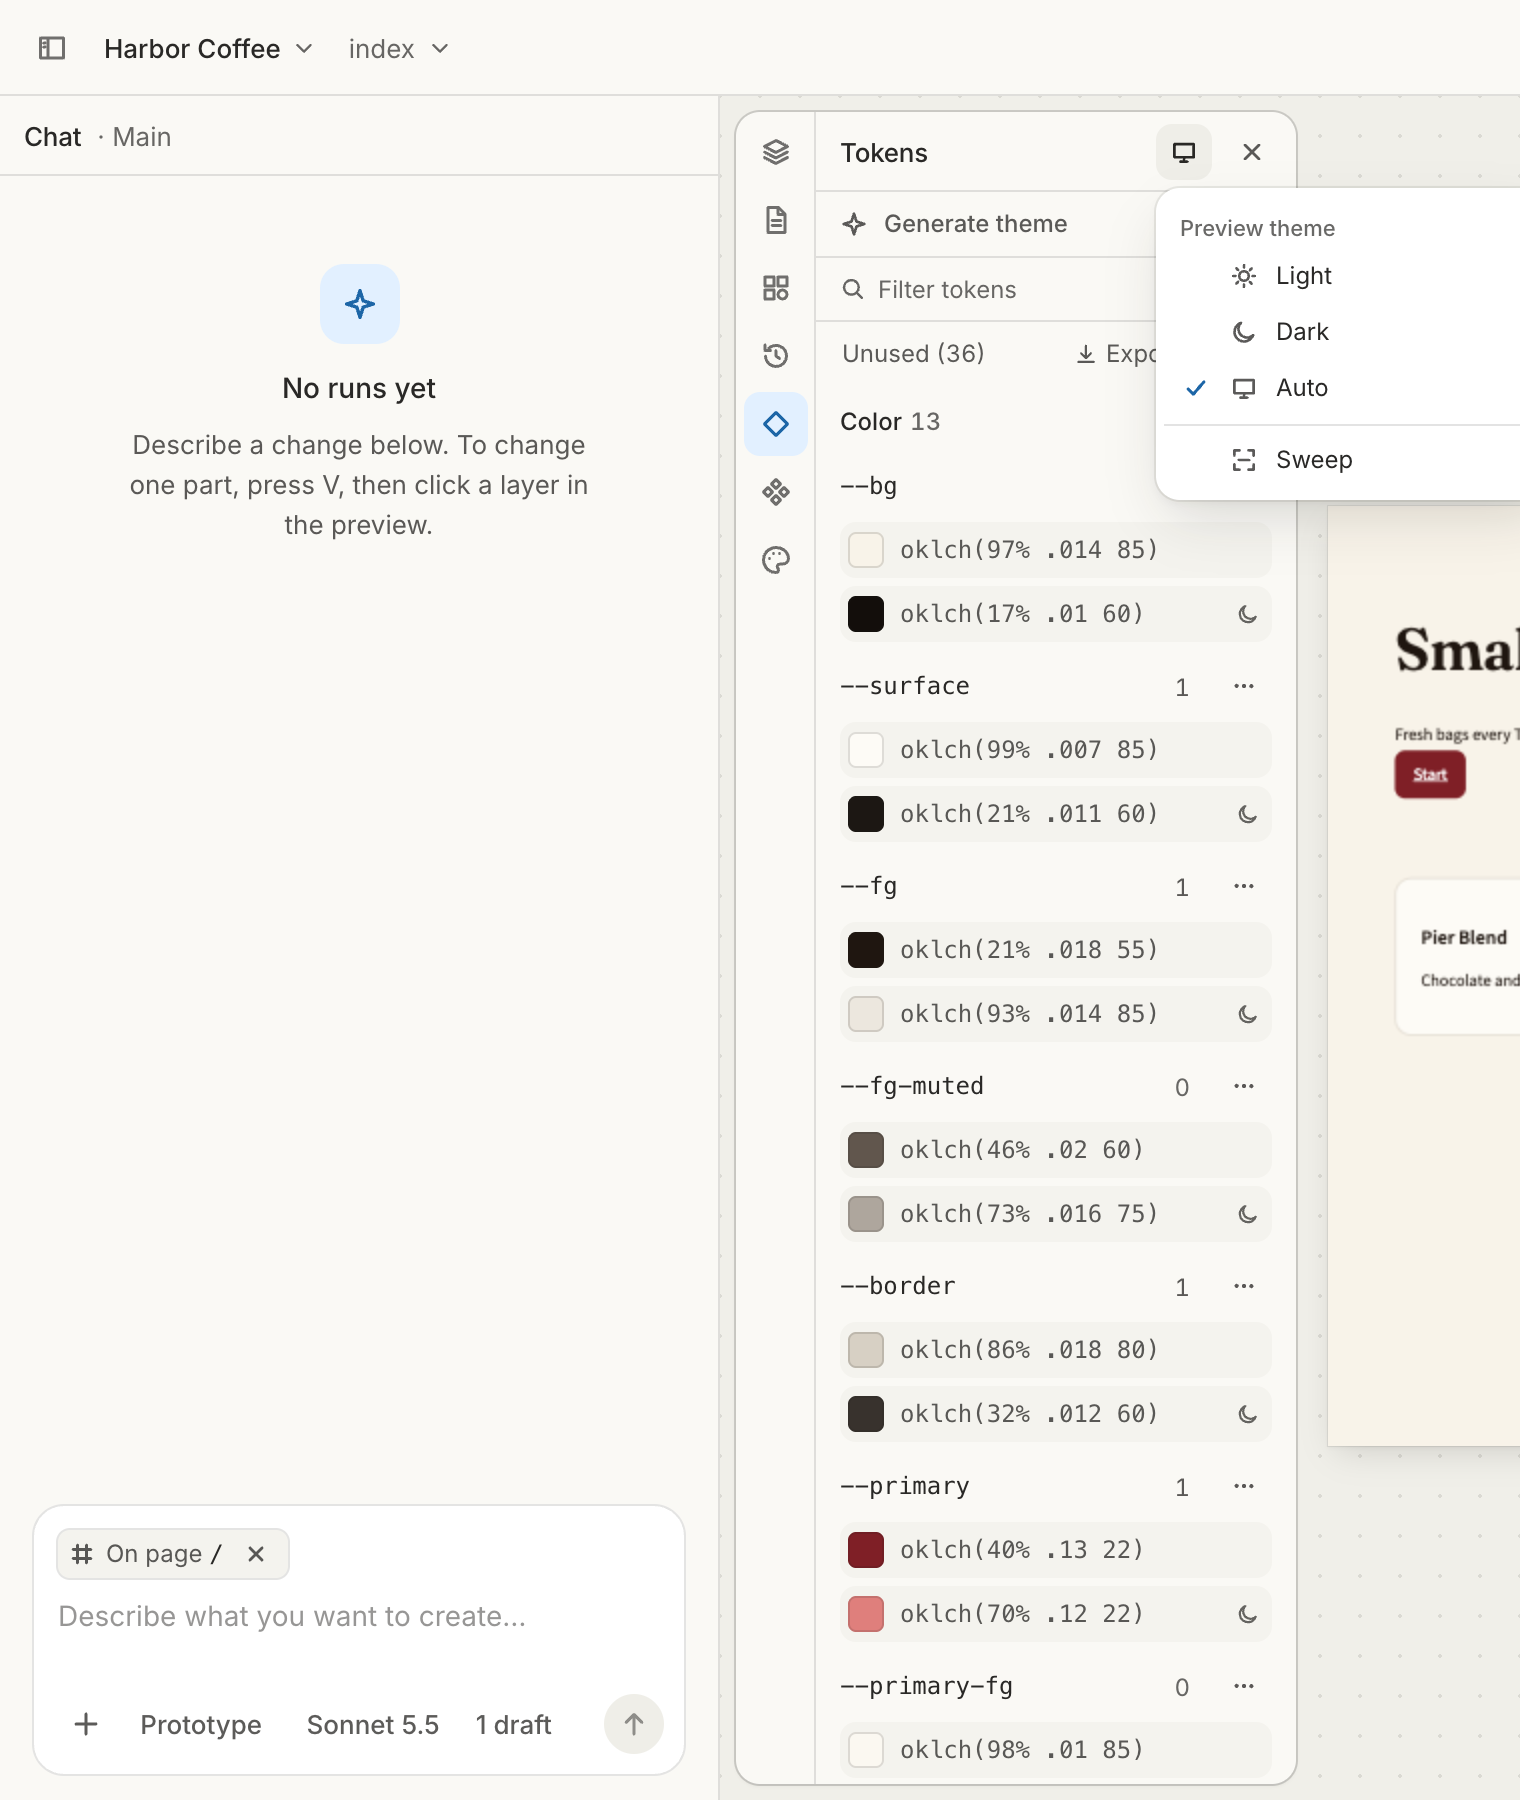 Harbor Coffee
index
Chat · Main
No runs yet
Describe a change below. To change
one part, press V, then click a layer in
the preview.
On page /
Describe what you want to create...
Prototype
Sonnet 5.5
1 draft
Tokens
Generate theme
Filter tokens
Unused (36)
Expo
Color 13
--bg
oklch(97% .014 85)
oklch(17% .01 60)
--surface 1
oklch(99% .007 85)
oklch(21% .011 60)
--fg 1
oklch(21% .018 55)
oklch(93% .014 85)
--fg-muted 0
oklch(46% .02 60)
oklch(73% .016 75)
--border 1
oklch(86% .018 80)
oklch(32% .012 60)
--primary 1
oklch(40% .13 22)
oklch(70% .12 22)
--primary-fg 0
oklch(98% .01 85)
Preview theme
Light
Dark
Auto
Sweep
Smal
Fresh bags every T
Start
Pier Blend
Chocolate and